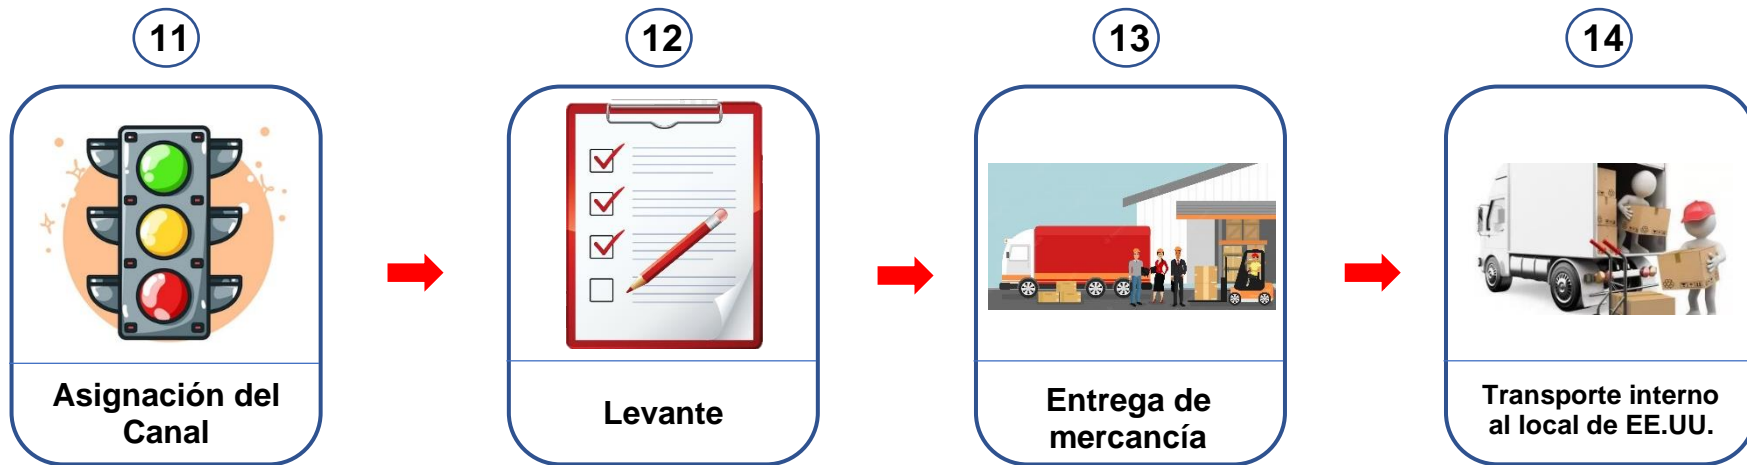 11
12
13
14
Asignación del
Canal
Levante
Entrega de
mercancía
Transporte interno
al local de EE.UU.